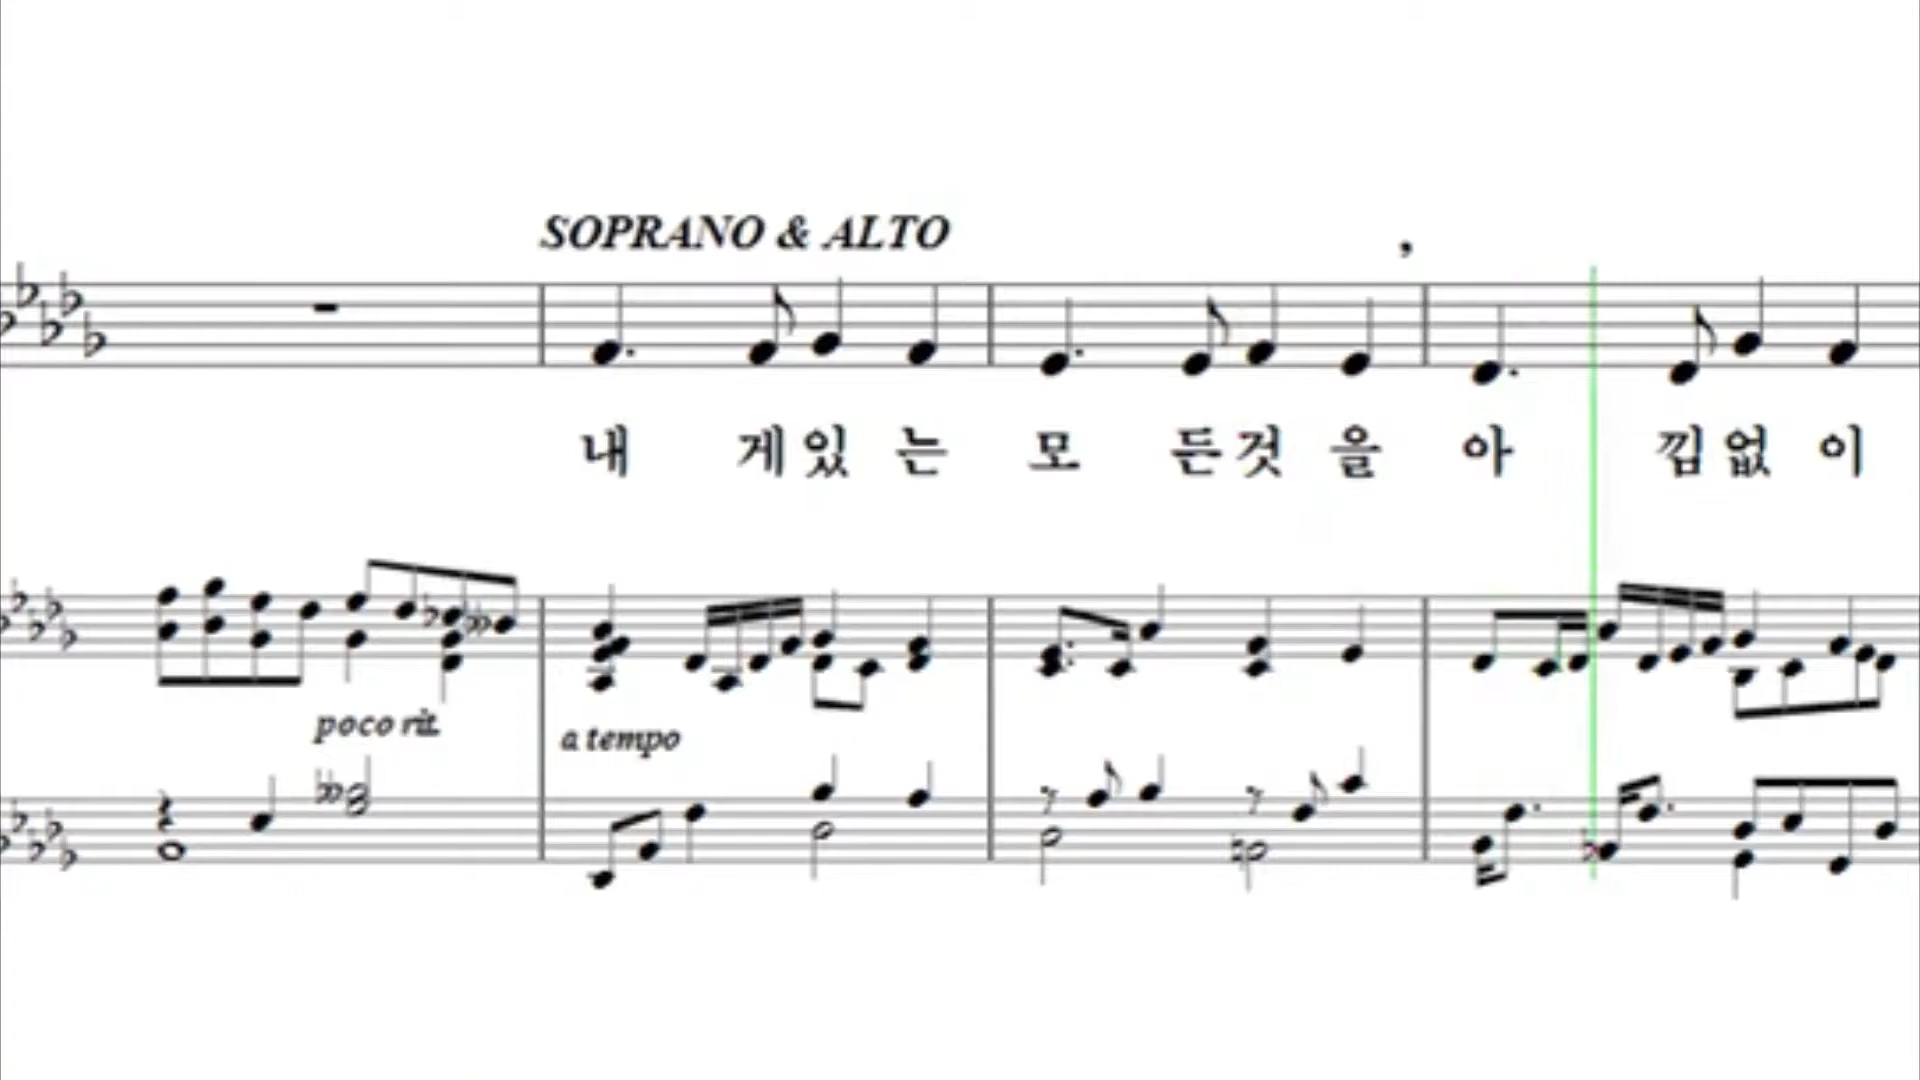 SOPRANO & ALTO
내 게 있 는 모 든 것 을 아 낌 없 이
poco rit.
a tempo